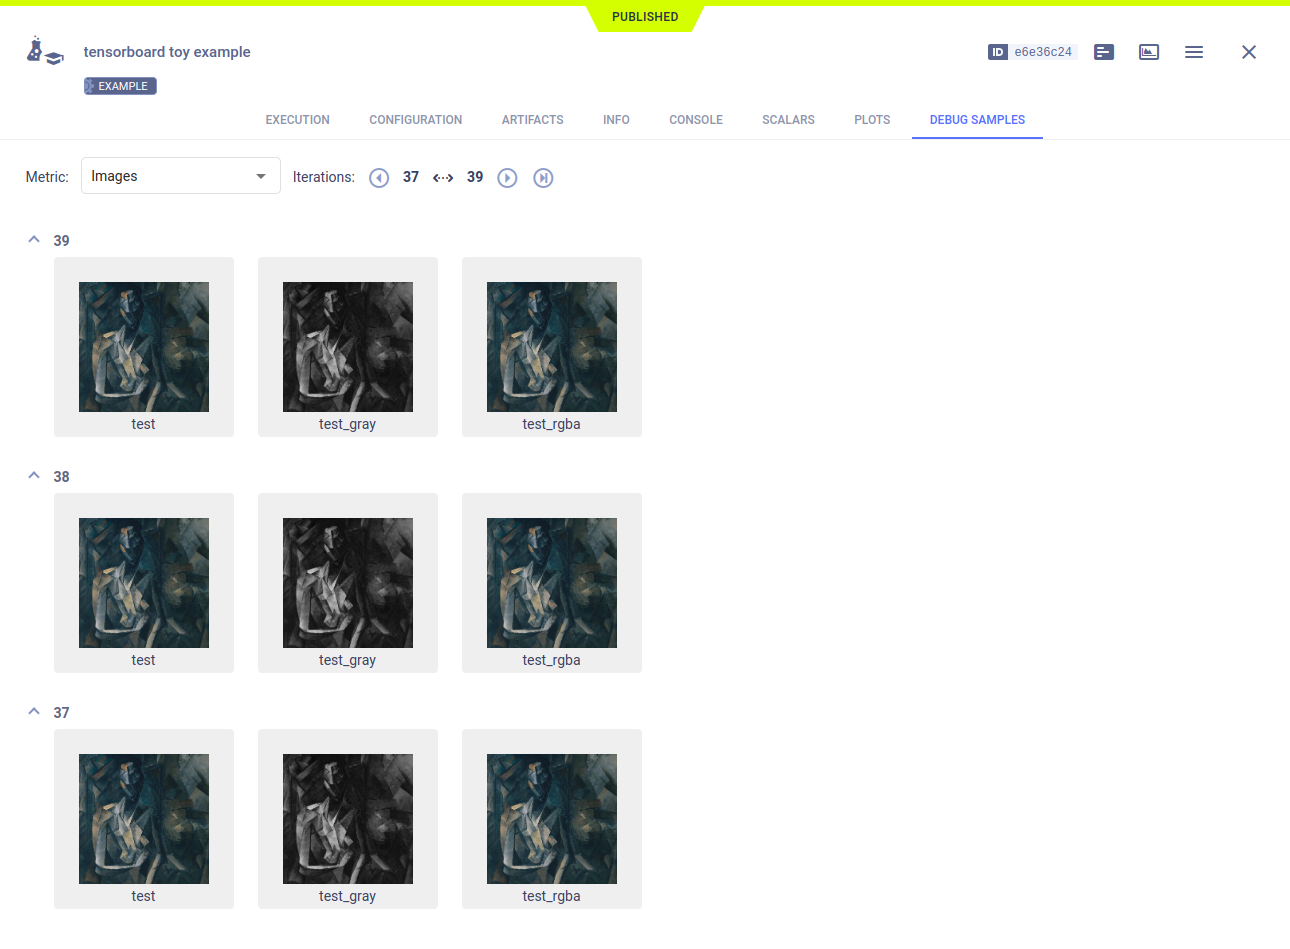 PUBLISHED
tensorboard toy example
ID e6e36c24
EXAMPLE
EXECUTION CONFIGURATION ARTIFACTS INFO CONSOLE SCALARS PLOTS DEBUG SAMPLES
Metric: Images Iterations: 37 39
39
test test_gray test_rgba
38
test test_gray test_rgba
37
test test_gray test_rgba